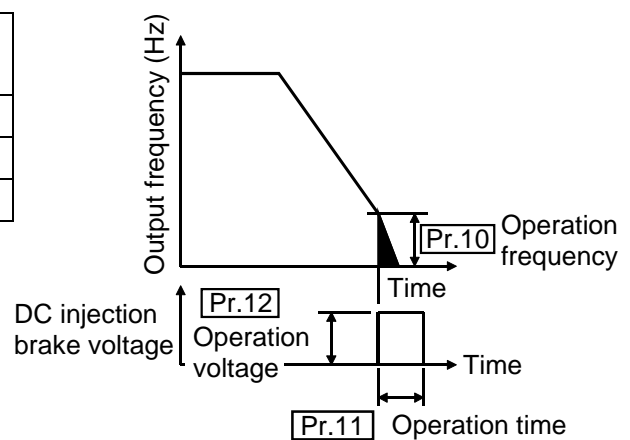 Output frequency (Hz)
Pr.10
Operation
frequency
Time
DC injection
brake voltage
Pr.12
Operation
voltage
Time
Pr.11 Operation time